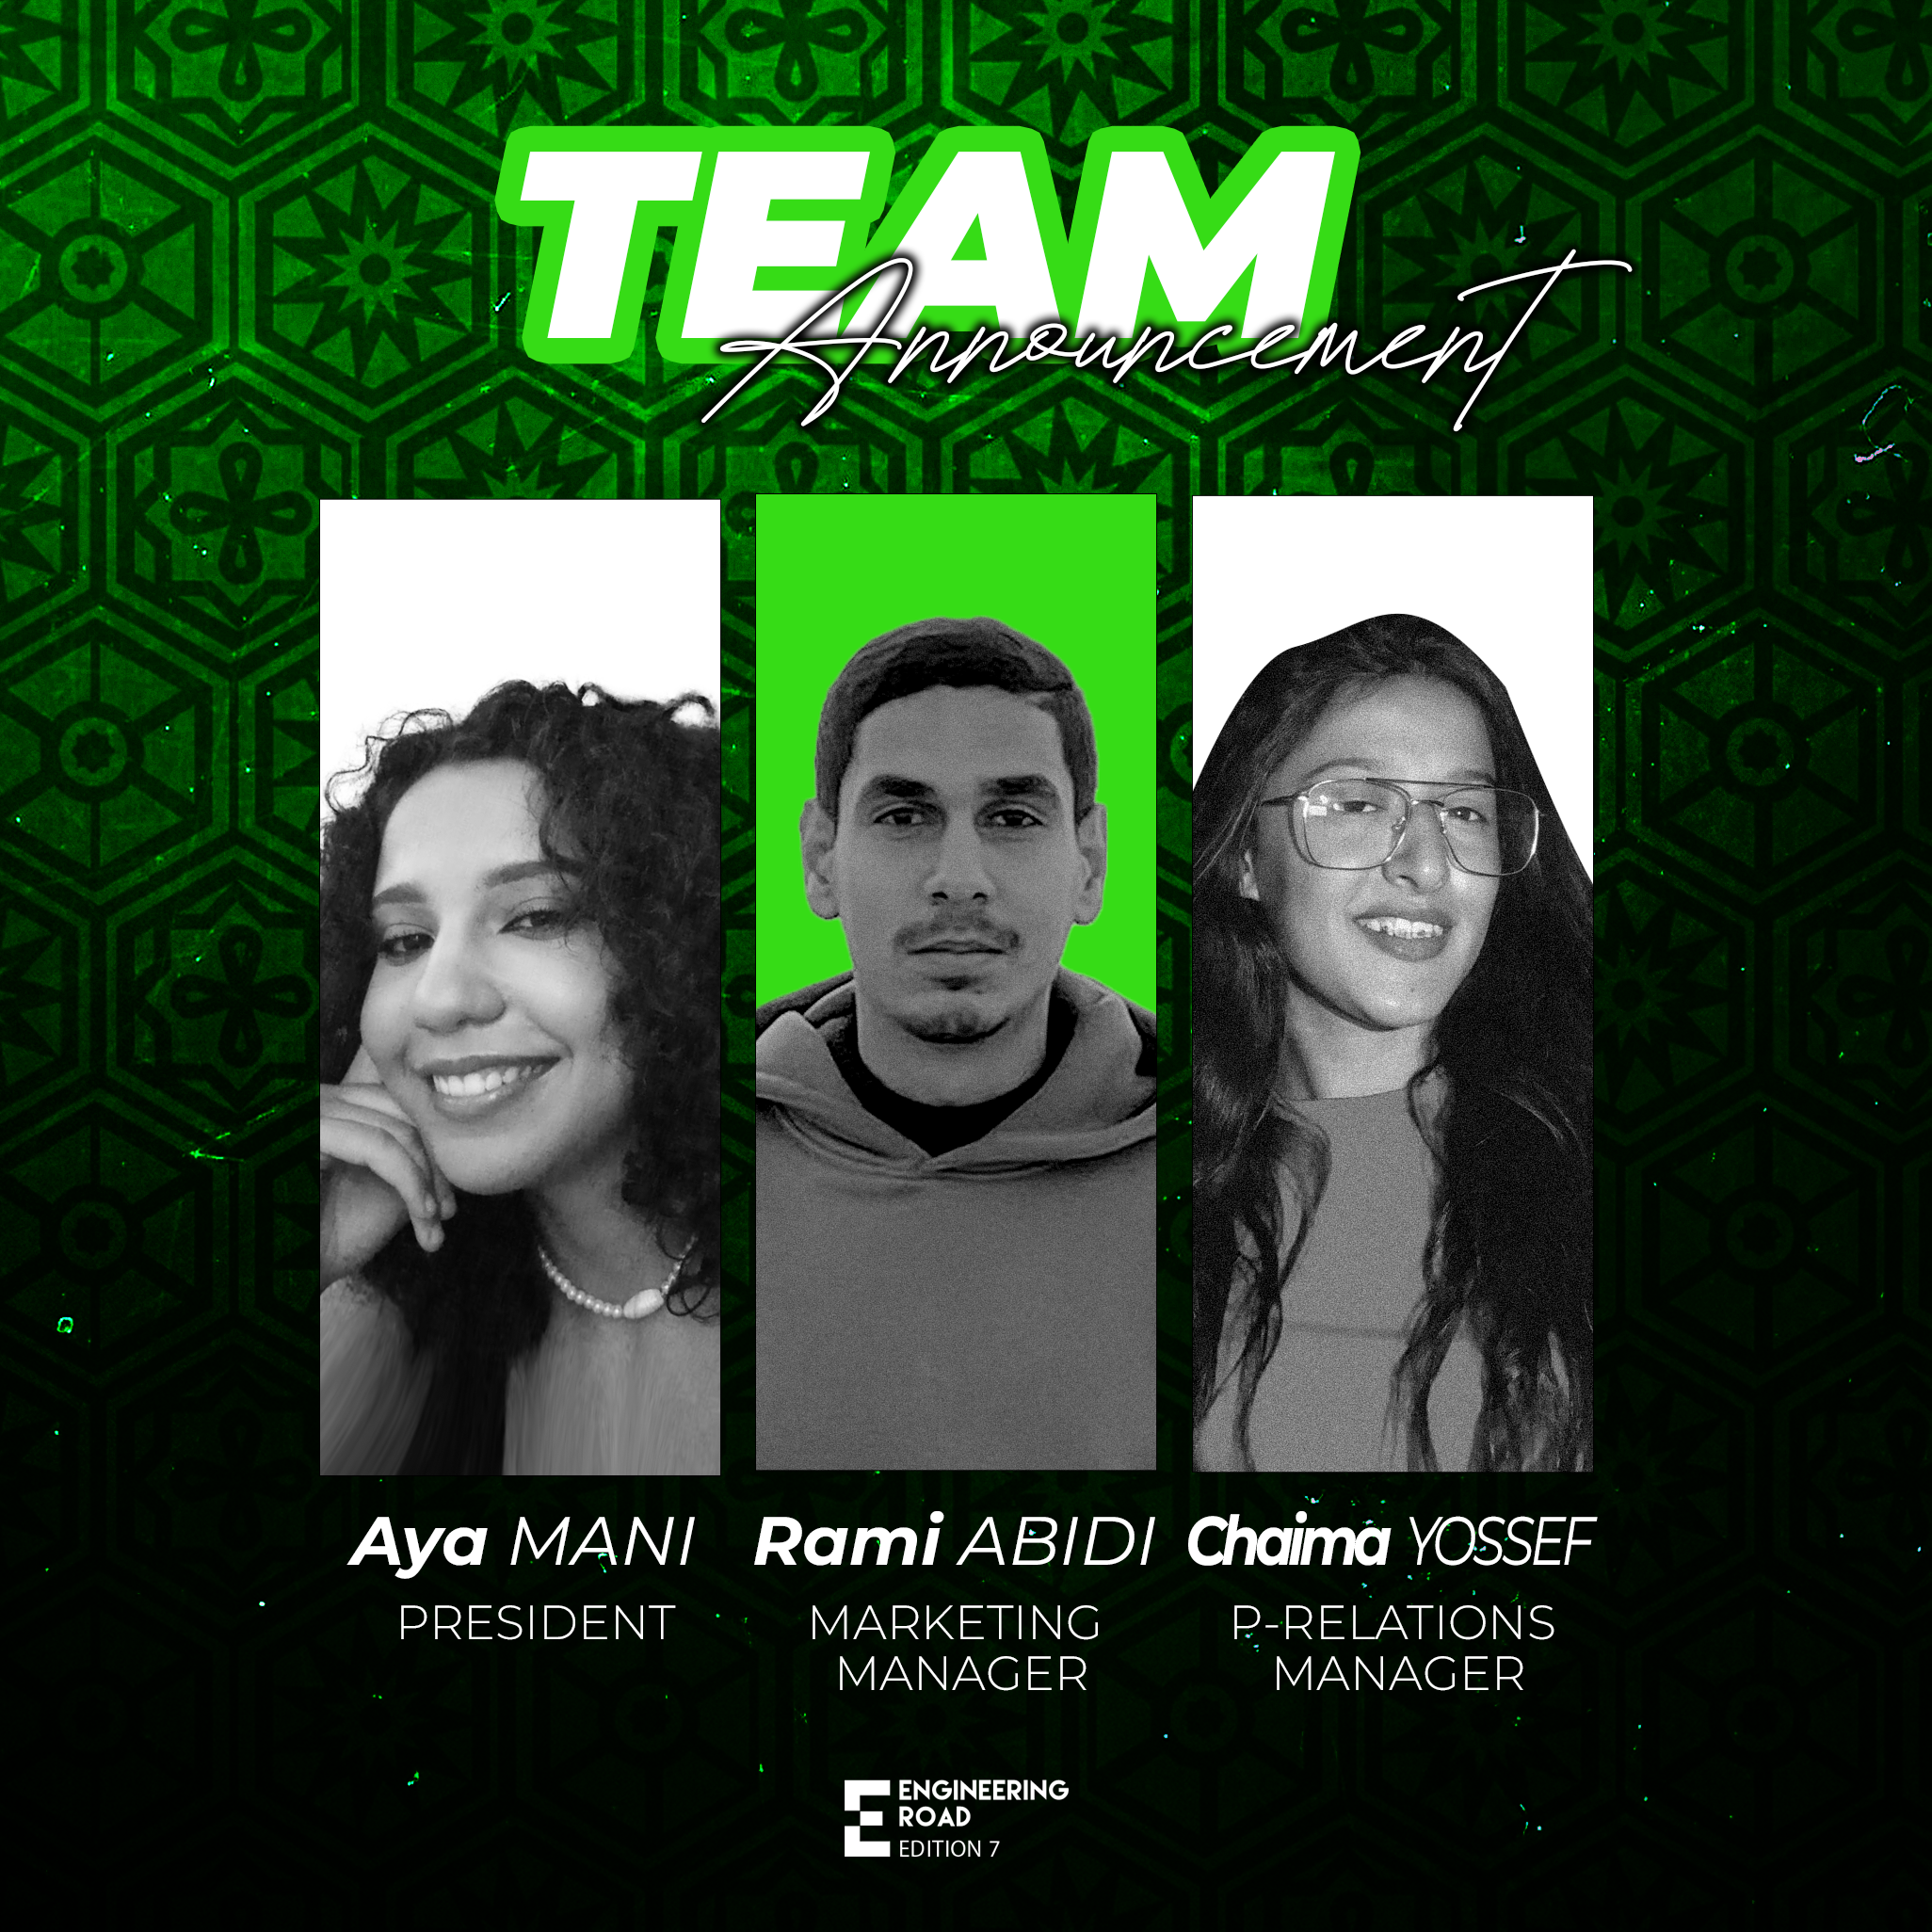 TEAM
Announcement
Aya MANI
PRESIDENT
Rami ABIDI
MARKETING
MANAGER
Chaima YOSSEF
P-RELATIONS
MANAGER
ENGINEERING
ROAD
EDITION 7